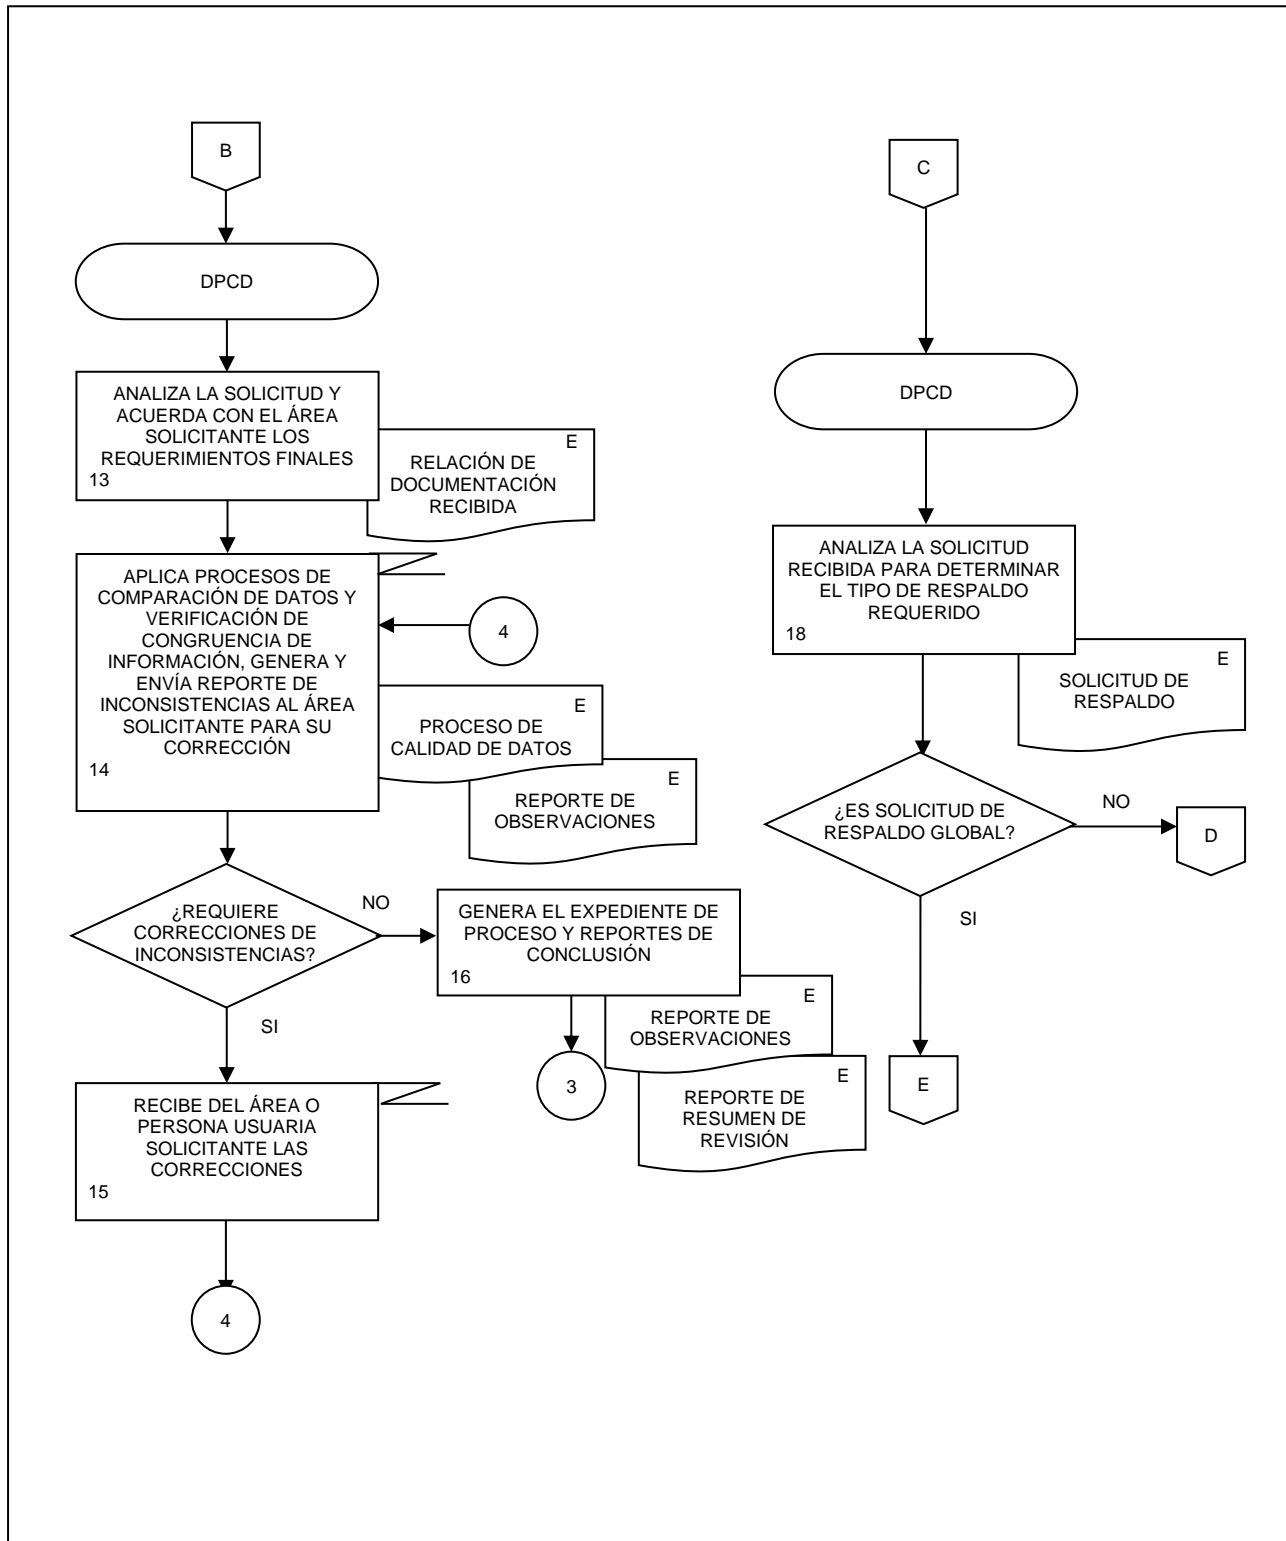 B
DPCD
ANALIZA LA SOLICITUD Y
ACUERDA CON EL ÁREA
SOLICITANTE LOS
REQUERIMIENTOS FINALES
13
E
RELACIÓN DE
DOCUMENTACIÓN
RECIBIDA
APLICA PROCESOS DE
COMPARACIÓN DE DATOS Y
VERIFICACIÓN DE
CONGRUENCIA DE
INFORMACIÓN, GENERA Y
ENVÍA REPORTE DE
INCONSISTENCIAS AL ÁREA
SOLICITANTE PARA SU
CORRECCIÓN
14
4
E
PROCESO DE
CALIDAD DE DATOS
E
REPORTE DE
OBSERVACIONES
¿REQUIERE
CORRECCIONES DE
INCONSISTENCIAS?
NO
GENERA EL EXPEDIENTE DE
PROCESO Y REPORTES DE
CONCLUSIÓN
16
E
REPORTE DE
OBSERVACIONES
E
REPORTE DE
RESUMEN DE
REVISIÓN
3
SI
RECIBE DEL ÁREA O
PERSONA USUARIA
SOLICITANTE LAS
CORRECCIONES
15
4
C
DPCD
ANALIZA LA SOLICITUD
RECIBIDA PARA DETERMINAR
EL TIPO DE RESPALDO
REQUERIDO
18
E
SOLICITUD DE
RESPALDO
¿ES SOLICITUD DE
RESPALDO GLOBAL?
NO
D
SI
E